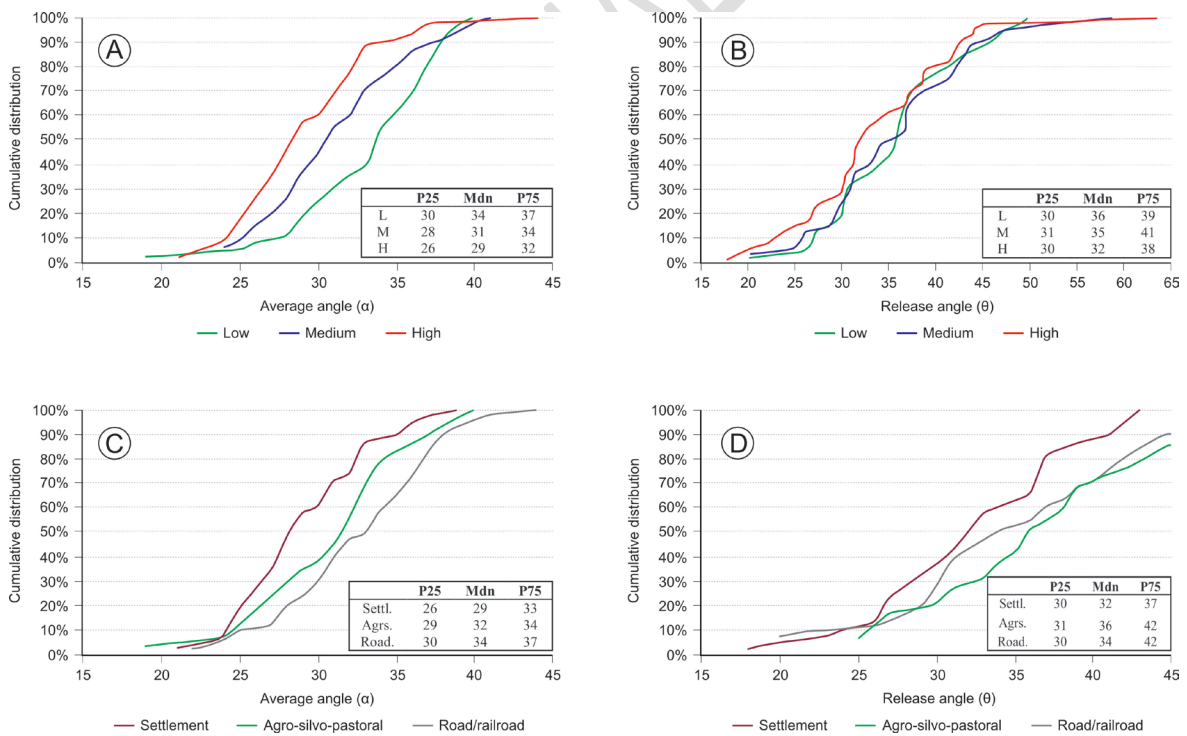 A
Cumulative distribution
100%
90%
80%
70%
60%
50%
40%
30%
20%
10%
0%
P25 Mdn P75
L 30 34 37
M 28 31 34
H 26 29 32
15 20 25 30 35 40 45
Average angle (α)
Low Medium High
B
Cumulative distribution
100%
90%
80%
70%
60%
50%
40%
30%
20%
10%
0%
P25 Mdn P75
L 30 36 39
M 31 35 41
H 30 32 38
15 20 25 30 35 40 45 50 55 60 65
Release angle (θ)
Low Medium High
C
Cumulative distribution
100%
90%
80%
70%
60%
50%
40%
30%
20%
10%
0%
P25 Mdn P75
Settl. 26 29 33
Agrs. 29 32 34
Road. 30 34 37
15 20 25 30 35 40 45
Average angle (α)
Settlement Agro-silvo-pastoral Road/railroad
D
Cumulative distribution
100%
90%
80%
70%
60%
50%
40%
30%
20%
10%
0%
P25 Mdn P75
Settl. 30 32 37
Agrs. 31 36 42
Road. 30 34 42
15 20 25 30 35 40 45
Release angle (θ)
Settlement Agro-silvo-pastoral Road/railroad